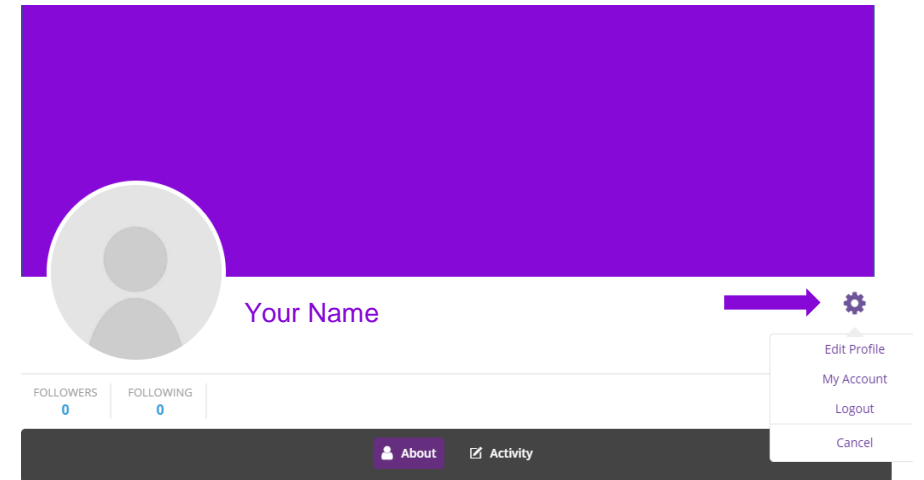 Your Name
Edit Profile
My Account
Logout
Cancel
FOLLOWERS FOLLOWING
0 0
About Activity